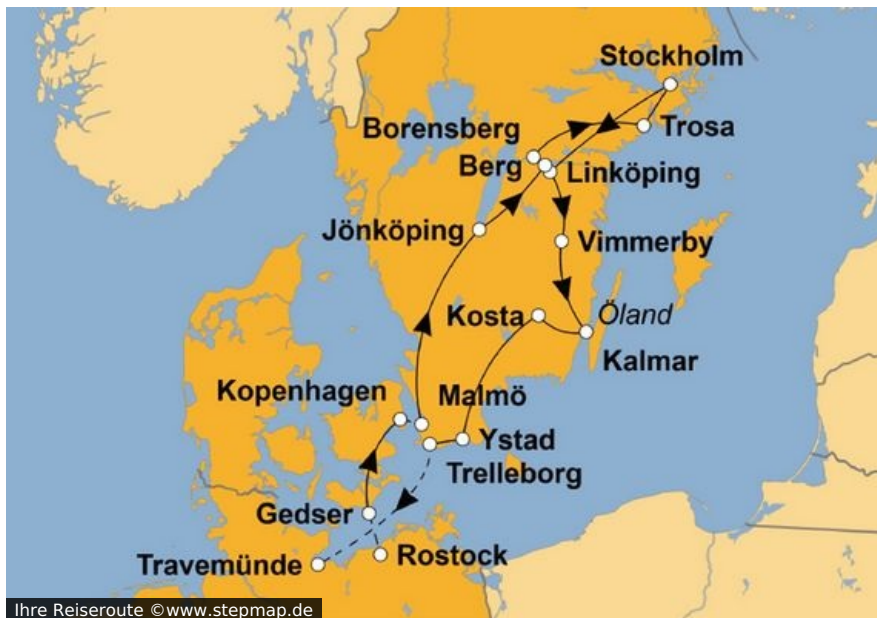 Stockholm
Borensberg
Trosa
Berg
Linköping
Jönköping
Vimmerby
Kosta
Öland
Kalmar
Kopenhagen
Malmö
Ystad
Trelleborg
Gedser
Travemünde
Rostock
Ihre Reiseroute ©www.stepmap.de